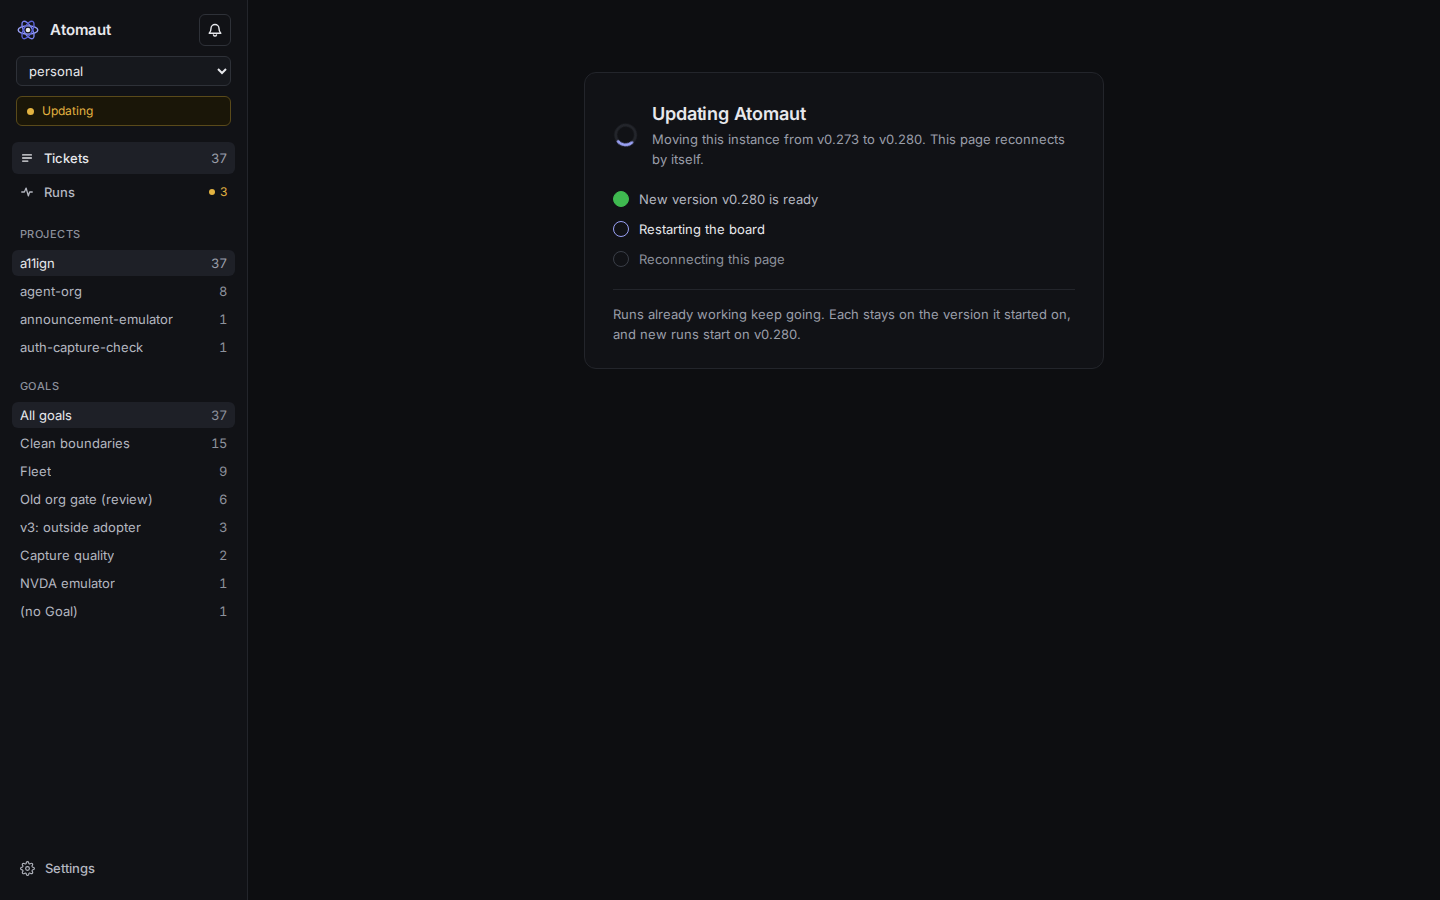 Atomaut
personal
Updating
Tickets 37
Runs 3
PROJECTS
a11ign 37
agent-org 8
announcement-emulator 1
auth-capture-check 1
GOALS
All goals 37
Clean boundaries 15
Fleet 9
Old org gate (review) 6
v3: outside adopter 3
Capture quality 2
NVDA emulator 1
(no Goal) 1
Settings
Updating Atomaut
Moving this instance from v0.273 to v0.280. This page reconnects
by itself.
New version v0.280 is ready
Restarting the board
Reconnecting this page
Runs already working keep going. Each stays on the version it started on,
and new runs start on v0.280.